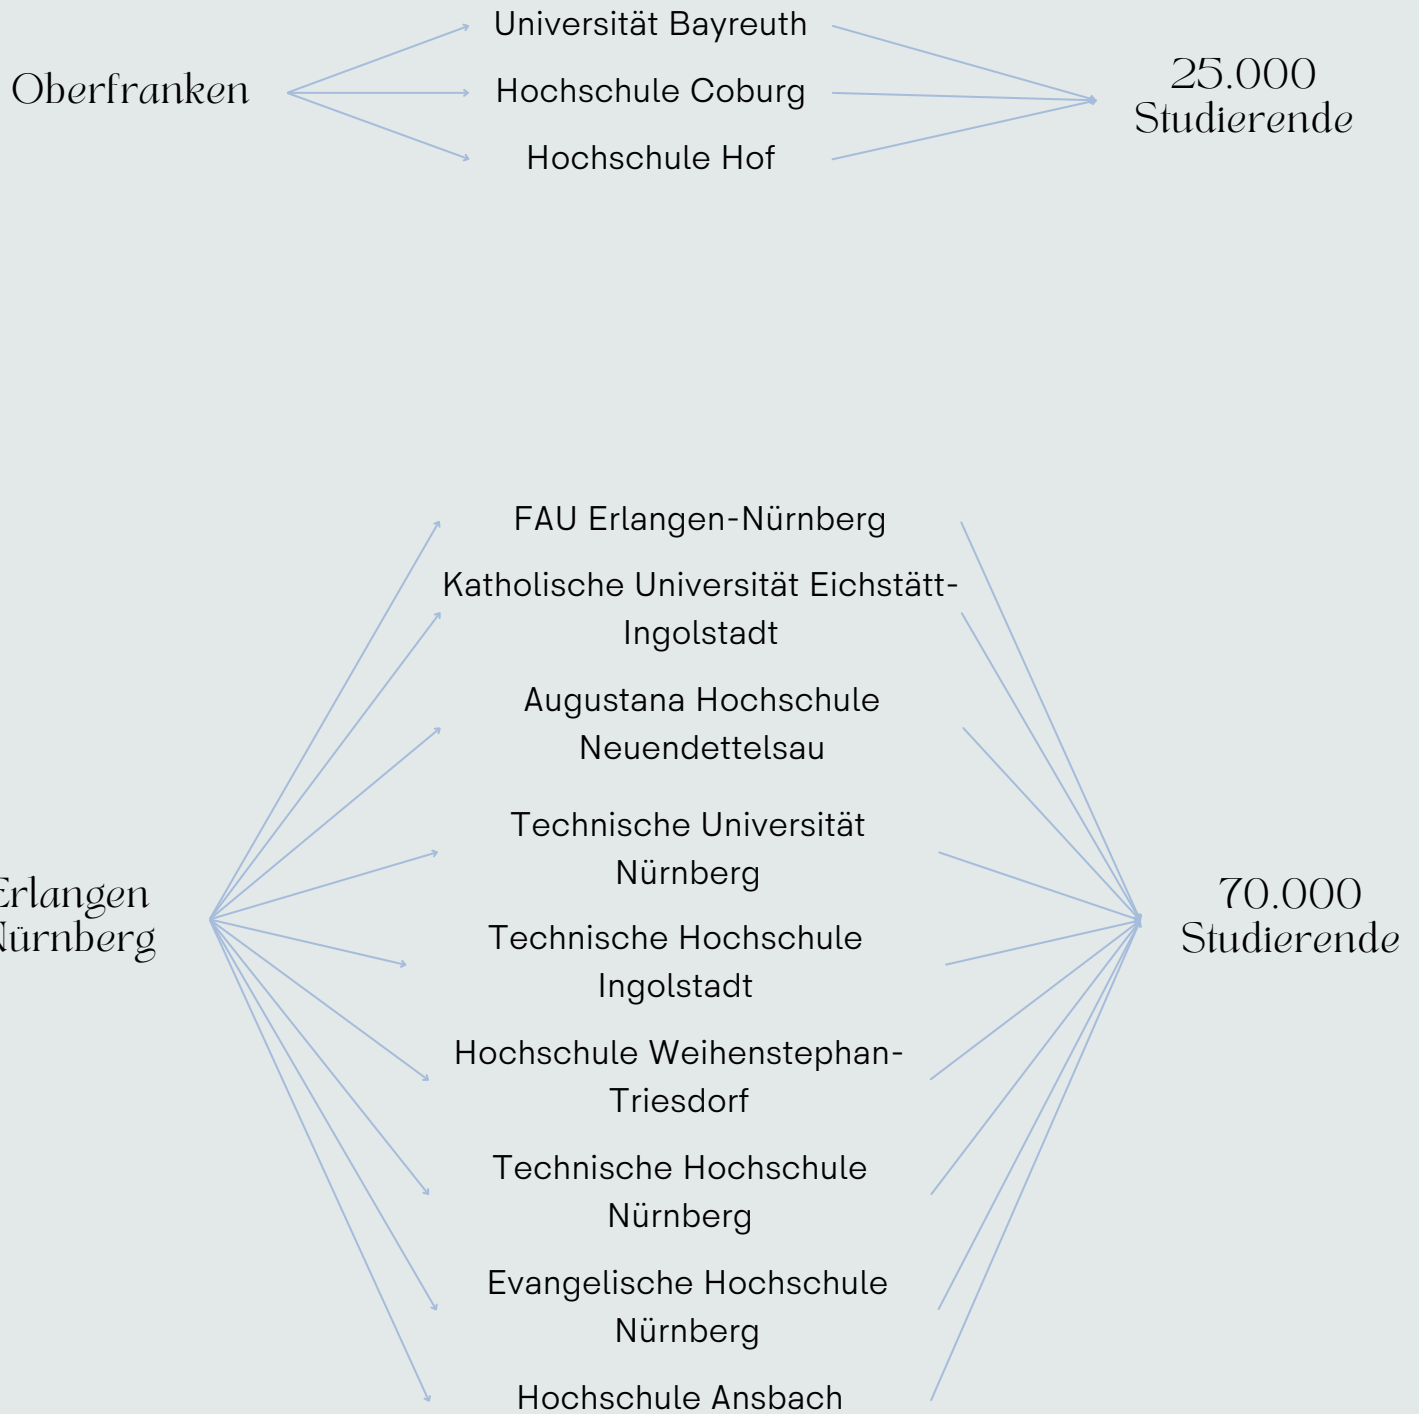 Universität Bayreuth
Oberfranken
Hochschule Coburg
Hochschule Hof
25.000
Studierende
FAU Erlangen-Nürnberg
Katholische Universität Eichstätt-
Ingolstadt
Augustana Hochschule
Neuendettelsau
Technische Universität
Nürnberg
Erlangen
Nürnberg
Technische Hochschule
Ingolstadt
Hochschule Weihenstephan-
Triesdorf
Technische Hochschule
Nürnberg
Evangelische Hochschule
Nürnberg
Hochschule Ansbach
70.000
Studierende